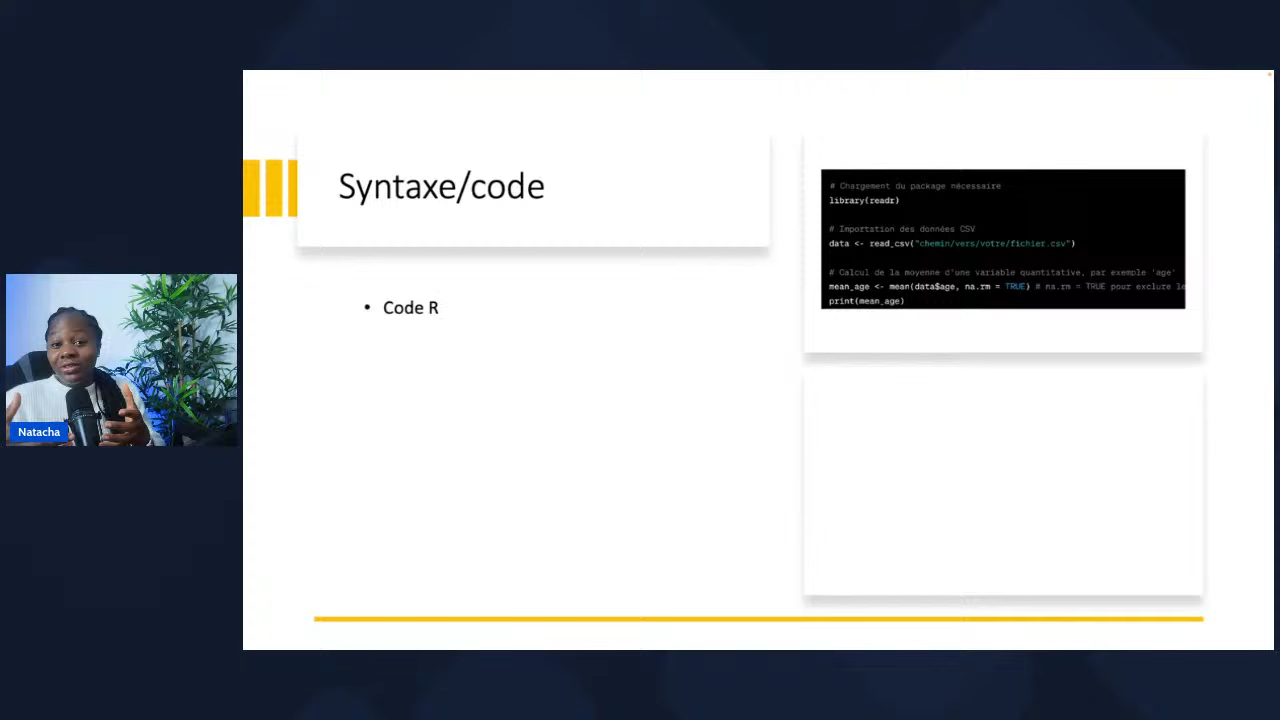 Syntaxe/code
• Code R
# Chargement du package nécessaire
library(readr)
# Importation des données CSV
data <- read_csv("chemin/vers/votre/fichier.csv")
# Calcul de la moyenne d'une variable quantitative, par exemple 'age'
mean_age <- mean(data$age, na.rm = TRUE) # na.rm = TRUE pour exclure le
print(mean_age)
Natacha